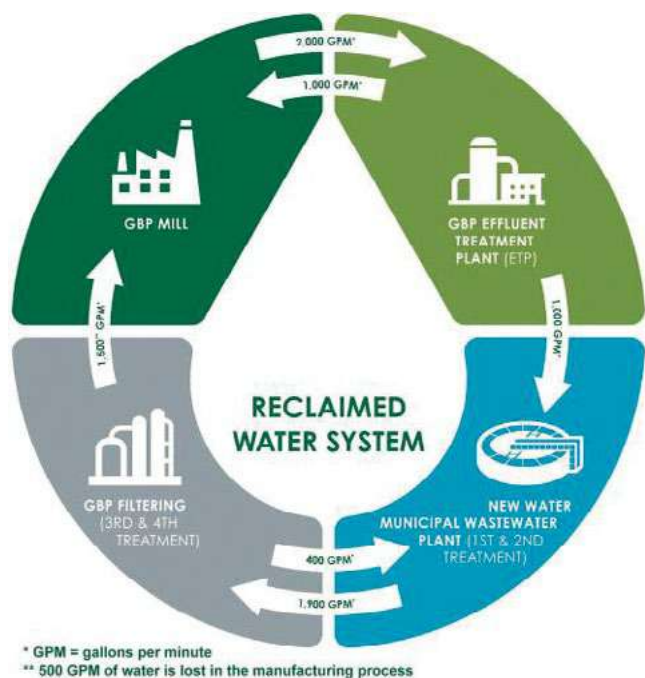 2,000 GPM*
1,000 GPM*
GBP MILL
GBP EFFLUENT
TREATMENT
PLANT (ETP)
1,500** GPM*
1,000 GPM*
RECLAIMED
WATER SYSTEM
GBP FILTERING
(3RD & 4TH
TREATMENT)
NEW WATER
MUNICIPAL WASTEWATER
PLANT (1ST & 2ND
TREATMENT)
400 GPM*
1,900 GPM*
* GPM = gallons per minute
** 500 GPM of water is lost in the manufacturing process